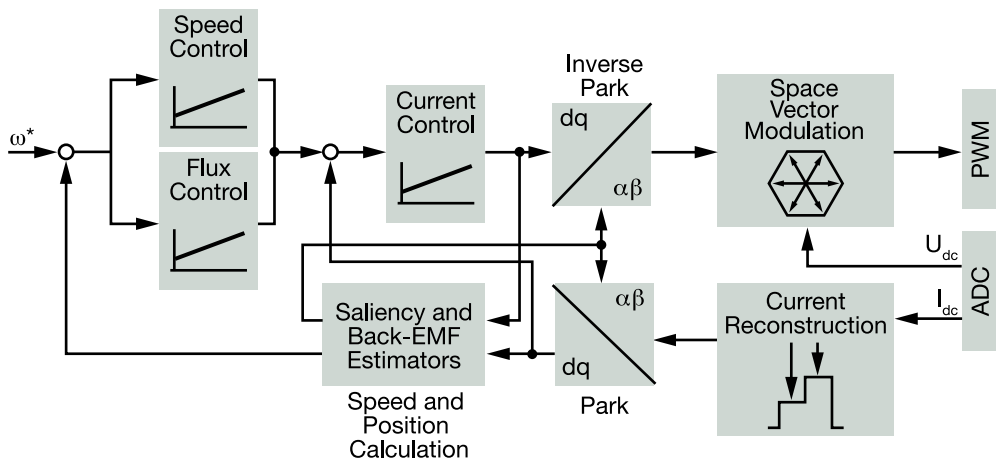 Speed
Control
ω*
Flux
Control
Current
Control
Inverse
Park
dq
αβ
Space
Vector
Modulation
PWM
U dc
I dc
ADC
Saliency and
Back-EMF
Estimators
Speed and
Position
Calculation
αβ
dq
Park
Current
Reconstruction